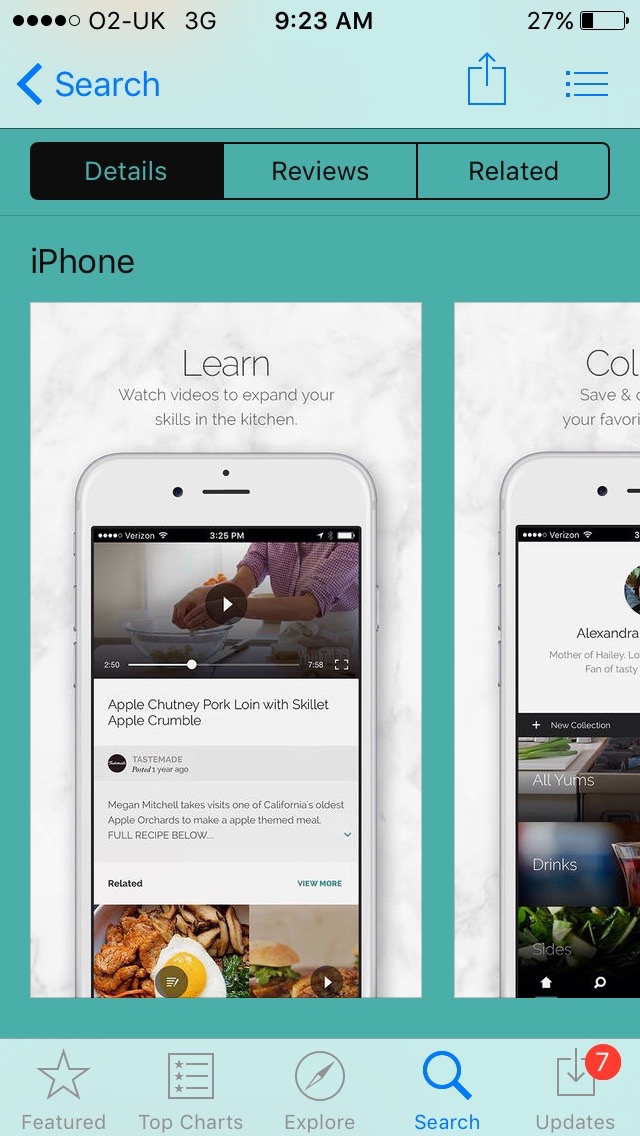 O2-UK 3G 9:23 AM 27%
Search
Details Reviews Related
iPhone
Learn
Watch videos to expand your
skills in the kitchen.
Verizon 3:25 PM
2:50 7:58
Apple Chutney Pork Loin with Skillet
Apple Crumble
TASTEMADE
Posted 1 year ago
Megan Mitchell takes visits one of California's oldest
Apple Orchards to make a apple themed meal.
FULL RECIPE BELOW....
Related VIEW MORE
Col
Save &
your favori
Verizon 3
Alexandra
Mother of Hailey. Lo
Fan of tasty
+ New Collection
All Yums
Drinks
Sides
Featured Top Charts Explore Search Updates
7